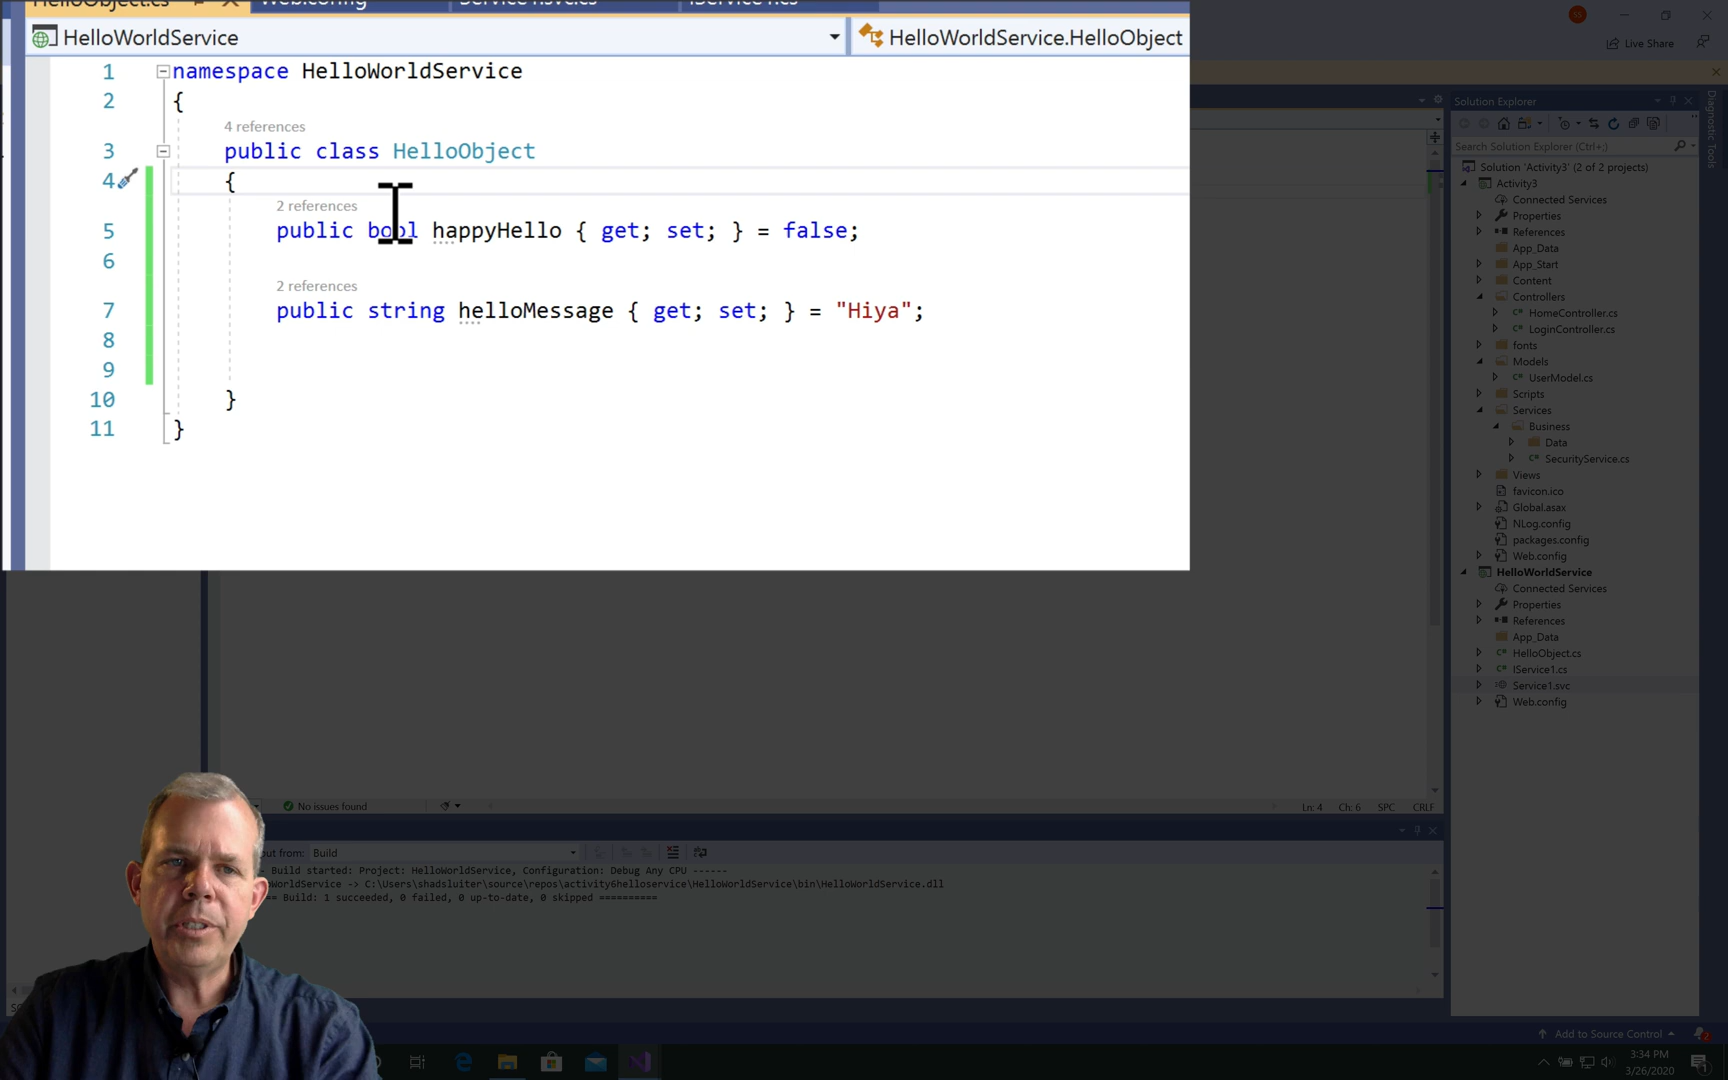 HelloObject.cs Web.config Service1.svc.cs IService1.cs
HelloWorldService HelloWorldService.HelloObject
1 namespace HelloWorldService
2 {
4 references
3 public class HelloObject
4 {
2 references
5 public bool happyHello { get; set; } = false;
6
2 references
7 public string helloMessage { get; set; } = "Hiya";
8
9
10 }
11 }
SS
Live Share
Diagnostic Tools
Solution Explorer
Search Solution Explorer (Ctrl+;)
Solution 'Activity3' (2 of 2 projects)
Activity3
Connected Services
Properties
References
App_Data
App_Start
Content
Controllers
C# HomeController.cs
C# LoginController.cs
fonts
Models
C# UserModel.cs
Scripts
Services
Business
Data
C# SecurityService.cs
Views
favicon.ico
Global.asax
NLog.config
packages.config
Web.config
HelloWorldService
Connected Services
Properties
References
App_Data
C# HelloObject.cs
C# IService1.cs
Service1.svc
Web.config
No issues found Ln: 4 Ch: 6 SPC CRLF
from: Build
- Build started: Project: HelloWorldService, Configuration: Debug Any CPU ------
WorldService -> C:\Users\shadsluiter\source\repos\activity6helloservice\HelloWorldService\bin\HelloWorldService.dll
== Build: 1 succeeded, 0 failed, 0 up-to-date, 0 skipped ==========
Add to Source Control 2
3:34 PM
3/26/2020
1